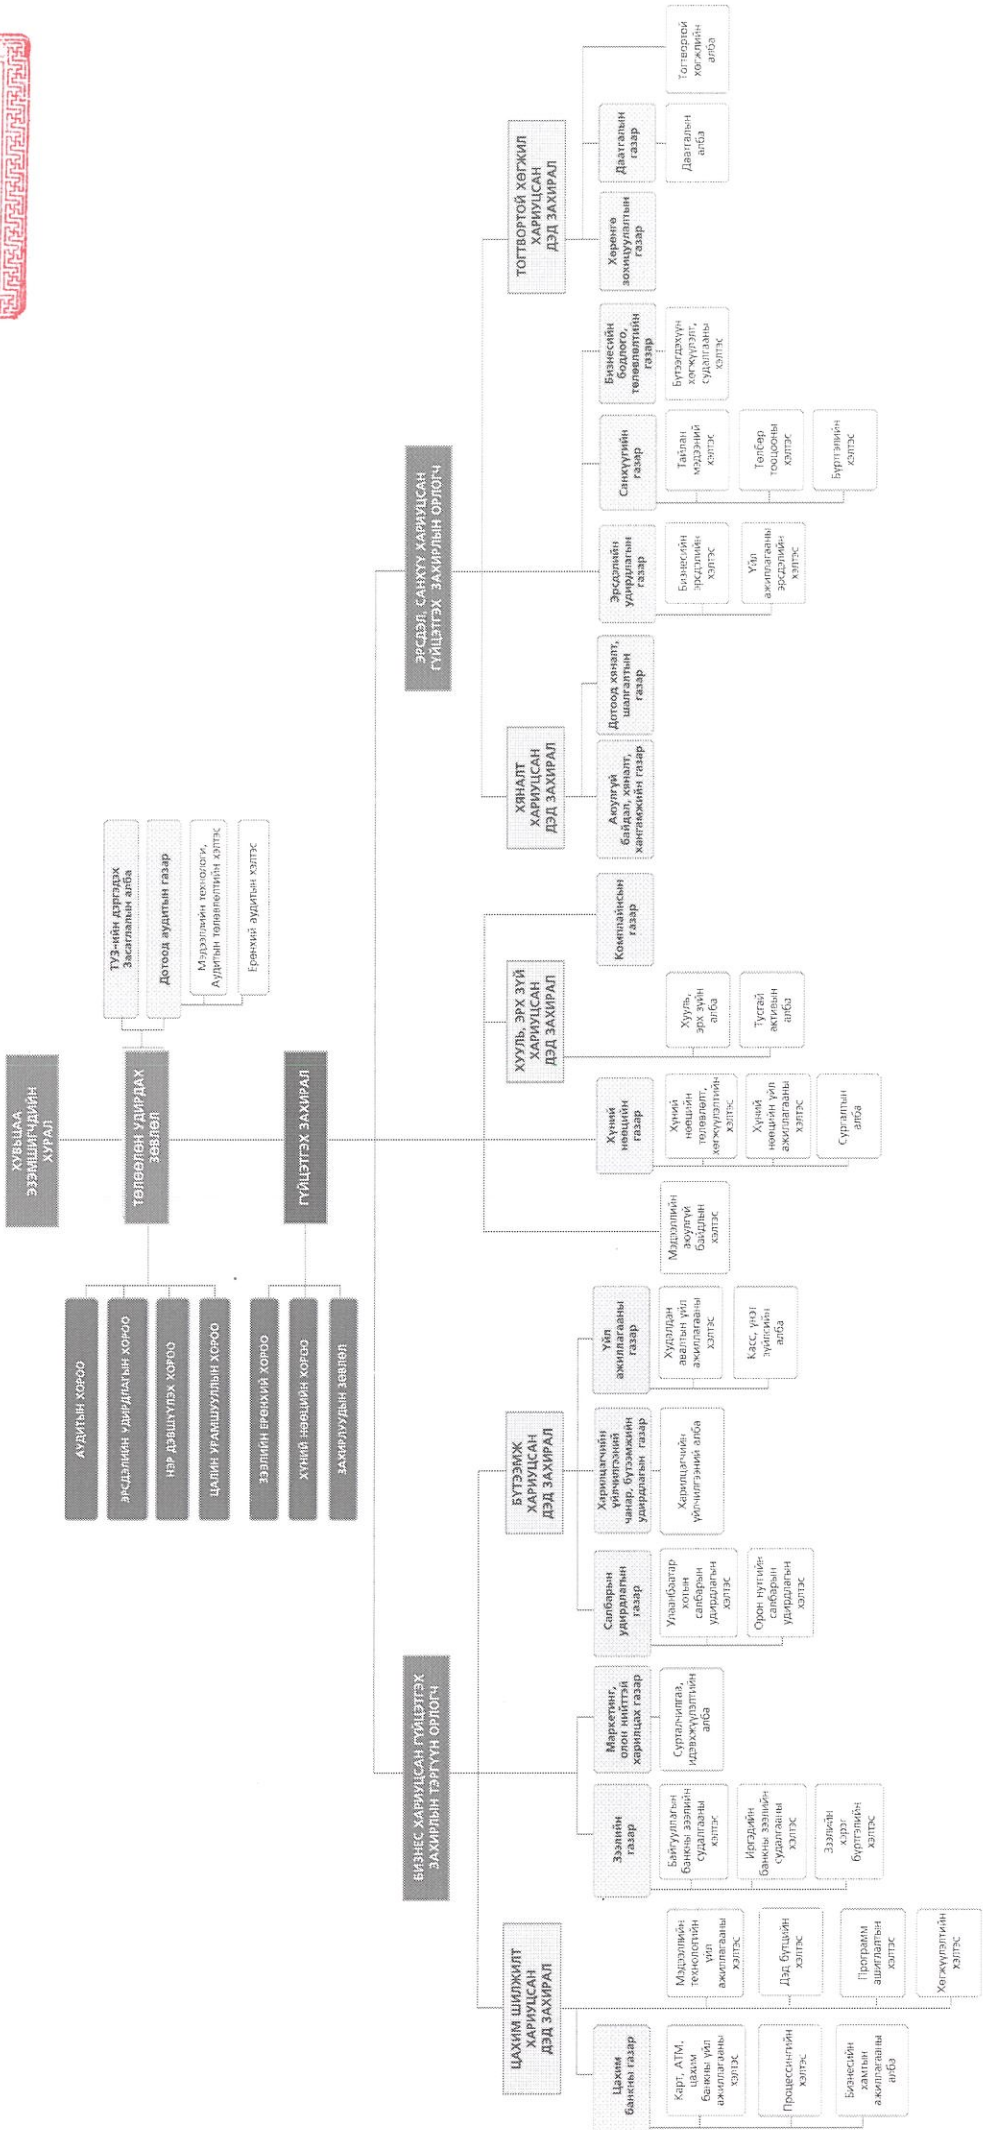 ХУВЬЦАА
ЭЗЭМШИГЧДИЙН
ХУРАЛ
ТӨЛӨӨЛӨН УДИРДАХ
ЗӨВЛӨЛ
ТУЗ-ийн дэргэдэх
Засаглалын алба
Дотоод аудитын газар
Мэдээллийн технологи,
Аудитын төлөвлөлтийн хэлтэс
Ерөнхий аудитын хэлтэс
АУДИТЫН ХОРОО
ЭРСДЭЛИЙН УДИРДЛАГЫН ХОРОО
НЭР ДЭВШҮҮЛЭХ ХОРОО
ЦАЛИН УРАМШУУЛЛЫН ХОРОО
ГҮЙЦЭТГЭХ ЗАХИРАЛ
ЗЭЭЛИЙН ЕРӨНХИЙ ХОРОО
ХҮНИЙ НӨӨЦИЙН ХОРОО
ЗАХИРЛУУДЫН ЗӨВЛӨЛ
БИЗНЕС ХАРИУЦСАН ГҮЙЦЭТГЭХ
ЗАХИРЛЫН ТЭРГҮҮН ОРЛОГЧ
ЭРСДЭЛ, САНХҮҮ ХАРИУЦСАН
ГҮЙЦЭТГЭХ ЗАХИРЛЫН ОРЛОГЧ
ЦАХИМ ШИЛЖИЛТ
ХАРИУЦСАН
ДЭД ЗАХИРАЛ
БҮТЭЭМЖ
ХАРИУЦСАН
ДЭД ЗАХИРАЛ
ХУУЛЬ, ЭРХ ЗҮЙ
ХАРИУЦСАН
ДЭД ЗАХИРАЛ
ХЯНАЛТ
ХАРИУЦСАН
ДЭД ЗАХИРАЛ
ТОГТВОРТОЙ ХӨГЖИЛ
ХАРИУЦСАН
ДЭД ЗАХИРАЛ
Цахим
банкны газар
Карт, АТМ,
цахим
банкны үйл
ажиллагааны
хэлтэс
Процессингийн
хэлтэс
Бизнесийн
хамтын
ажиллагааны
алба
Мэдээллийн
технологийн
үйл
ажиллагааны
хэлтэс
Дэд бүтцийн
хэлтэс
Программ
ашиглалтын
хэлтэс
Хөгжүүлэлтийн
хэлтэс
Зээлийн
газар
Байгууллагын
банкны зээлийн
судалгааны
хэлтэс
Иргэдийн
банкны зээлийн
судалгааны
хэлтэс
Зээлийн
хэрэг
бүртгэлийн
хэлтэс
Маркетинг,
олон нийттэй
харилцах газар
Сурталчилгаа,
идэвхжүүлэлтийн
алба
Салбарын
удирдлагын
газар
Улаанбаатар
хотын
салбарын
удирдлагын
хэлтэс
Орон нутгийн
салбарын
удирдлагын
хэлтэс
Харилцагчийн
үйлчилгээний
чанар, бүтээмжийн
удирдлагын газар
Харилцагчийн
үйлчилгээний алба
Үйл
ажиллагааны
газар
Худалдан
авалтын үйл
ажиллагааны
хэлтэс
Касс, үнэт
зүйлсийн
алба
Мэдээллийн
аюулгүй
байдлын
хэлтэс
Хүний
нөөцийн
газар
Хүний
нөөцийн
төлөвлөлт,
хөгжүүлэлтийн
хэлтэс
Хүний
нөөцийн үйл
ажиллагааны
хэлтэс
Сургалтын
алба
Хууль,
эрх зүйн
алба
Тусгай
активын
алба
Комплайнсын
газар
Аюулгүй
байдал, хяналт,
хангамжийн газар
Дотоод хяналт,
шалгалтын
газар
Эрсдэлийн
удирдлагын
газар
Бизнесийн
эрсдэлийн
хэлтэс
Үйл
ажиллагааны
эрсдэлийн
хэлтэс
Санхүүгийн
газар
Тайлан
мэдээний
хэлтэс
Төлбөр
тооцооны
хэлтэс
Бүртгэлийн
хэлтэс
Бизнесийн
бодлого,
төлөвлөлтийн
газар
Бүтээгдэхүүн
хөгжүүлэлт,
судалгааны
хэлтэс
Хөрөнгө
зохицуулалтын
газар
Даатгалын
газар
Даатгалын
алба
Тогтвортой
хөгжлийн
алба